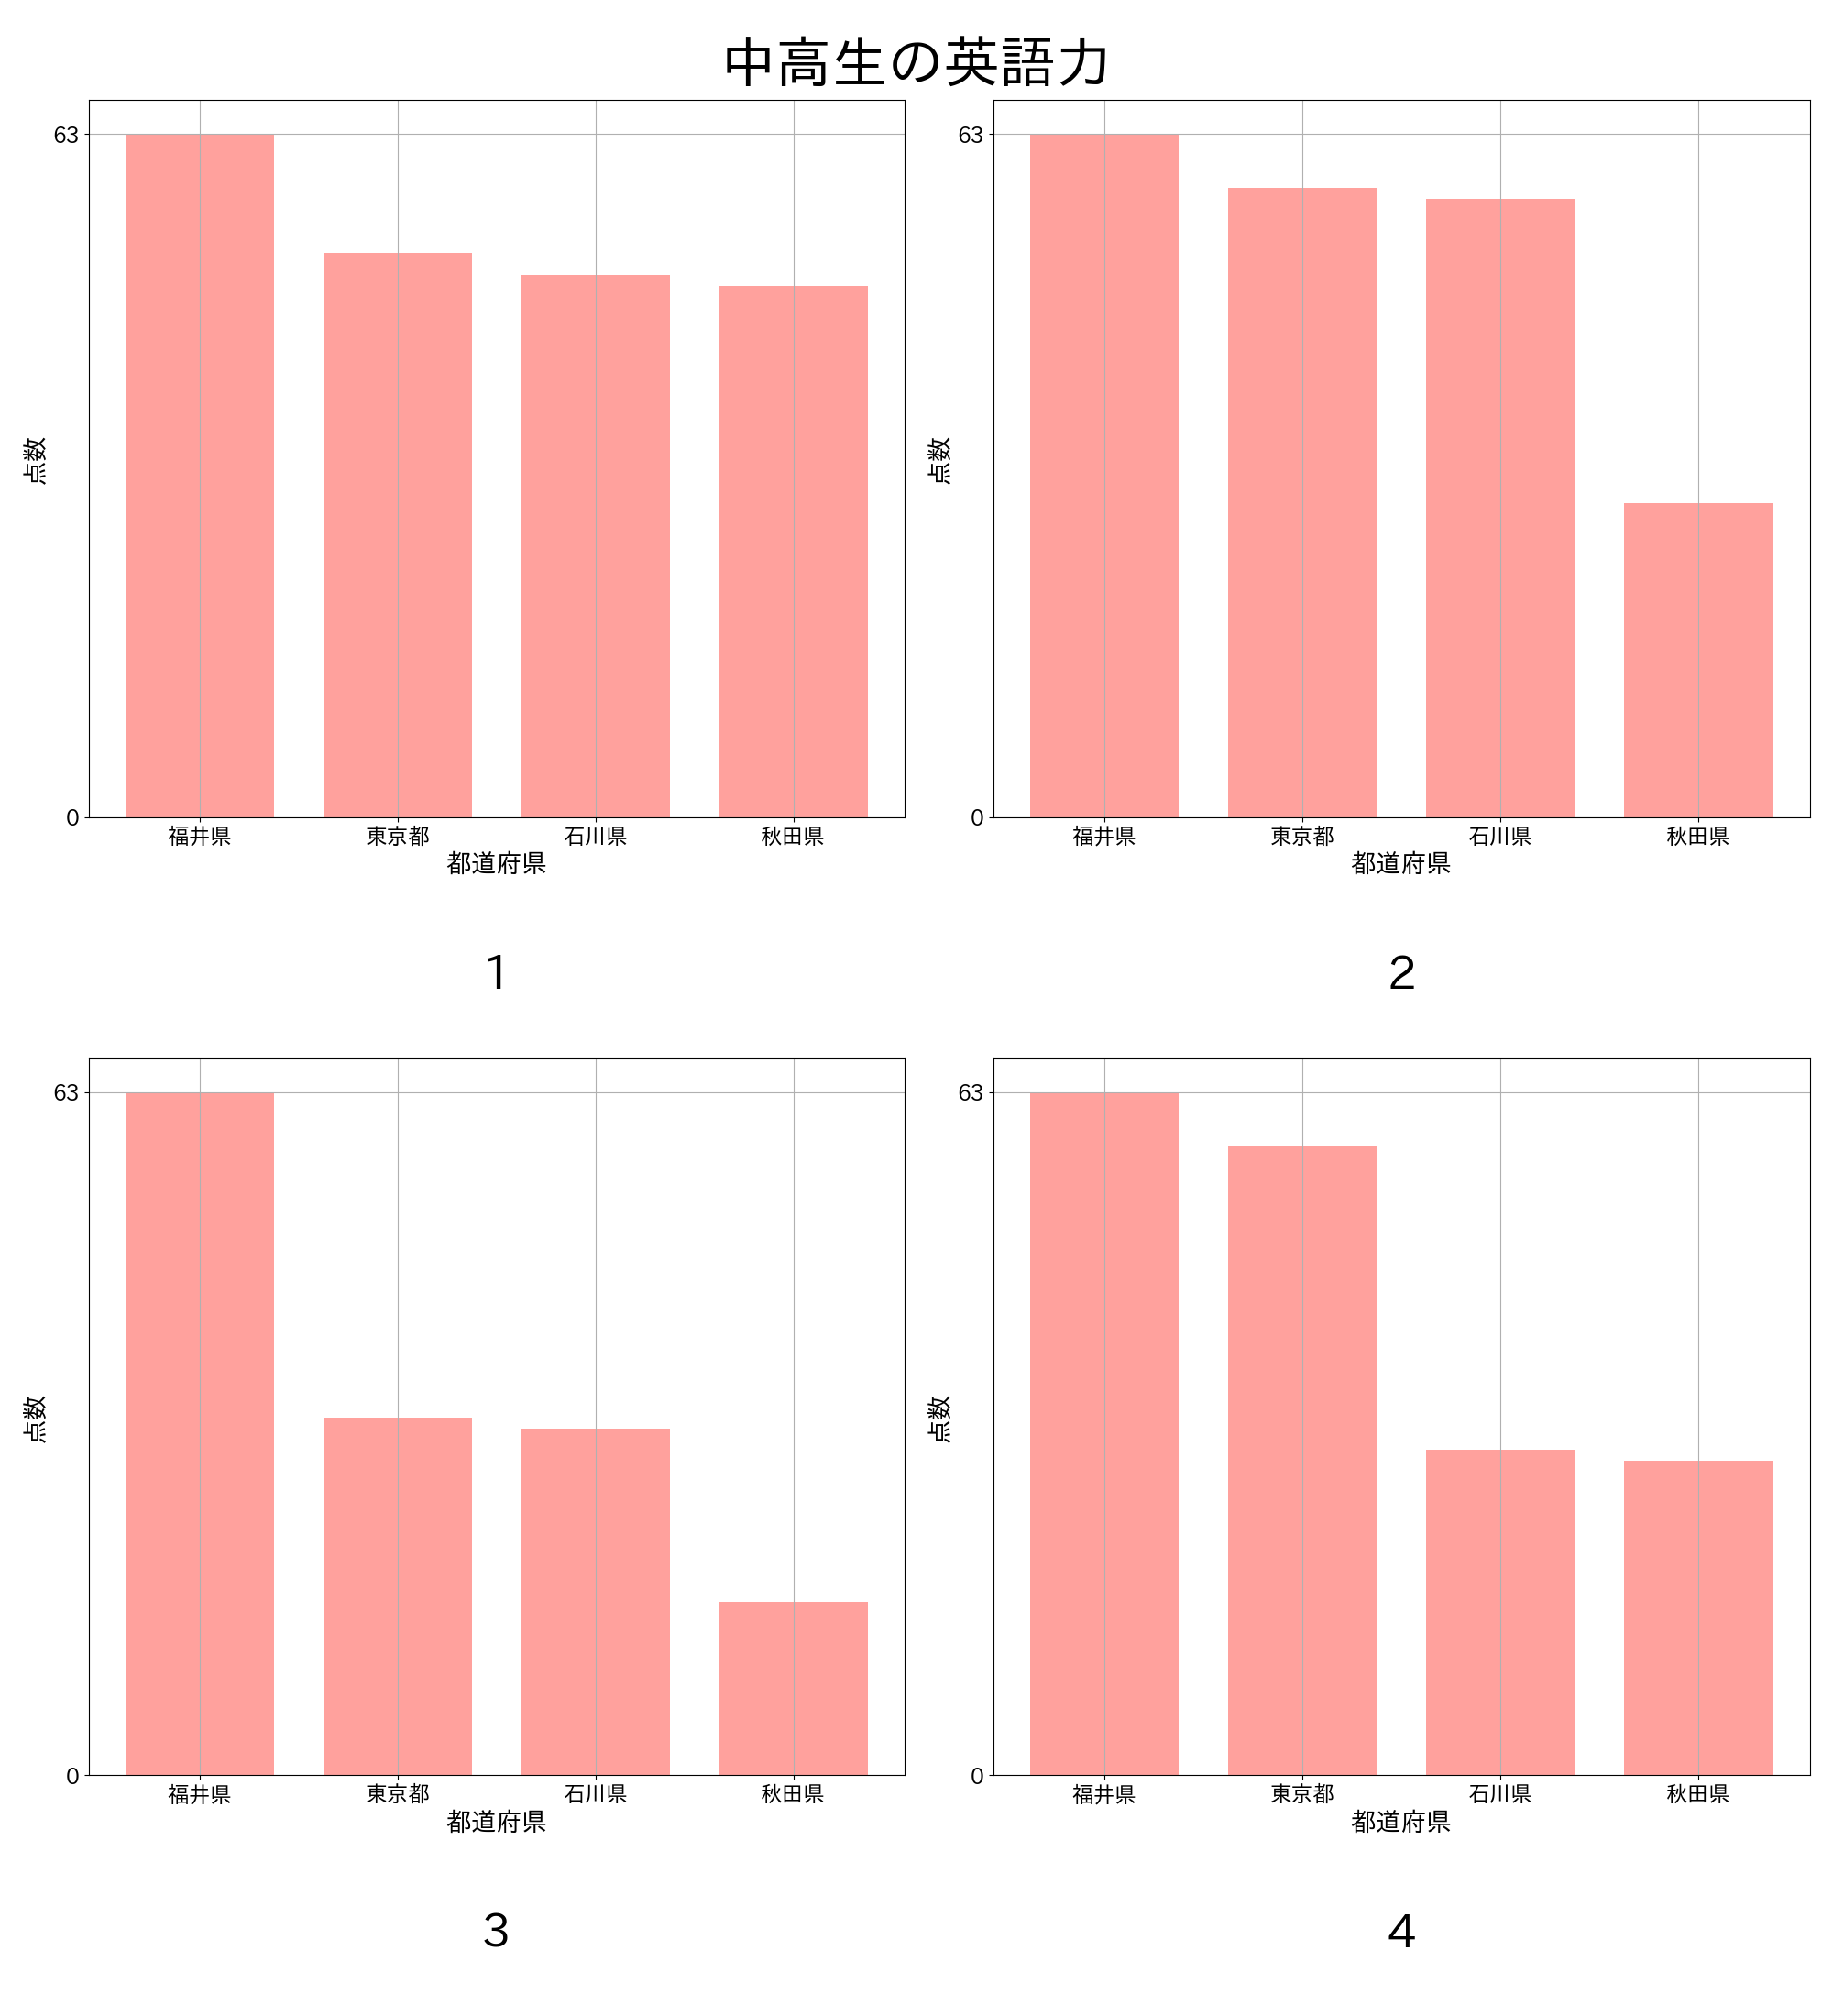 中高生の英語力
63
0
点数
福井県 東京都 石川県 秋田県
都道府県
1
63
0
点数
福井県 東京都 石川県 秋田県
都道府県
2
63
0
点数
福井県 東京都 石川県 秋田県
都道府県
3
63
0
点数
福井県 東京都 石川県 秋田県
都道府県
4